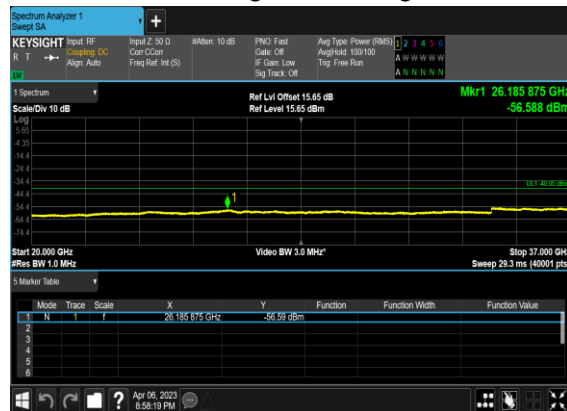 Spectrum Analyzer 1
Swept SA
+
KEYSIGHT Input: RF Input Z: 50 Ω #Atten: 10 dB PNO: Fast Avg Type: Power (RMS) 1 2 3 4 5 6
R T Coupling: DC Corr CCorr Gate: Off Avg|Hold: 100/100 A W W W W W
Align: Auto Freq Ref: Int (S) IF Gain: Low Trig: Free Run
LXI Sig Track: Off A N N N N N
1 Spectrum Ref Lvl Offset 15.65 dB Mkr1 26.185 875 GHz
Scale/Div 10 dB Ref Level 15.65 dBm -56.588 dBm
Log
5.65
-4.35
-14.4
-24.4
-34.4
DL1 -40.00 dBm
-44.4
1
-54.4
-64.4
-74.4
Start 20.000 GHz Video BW 3.0 MHz* Stop 37.000 GHz
#Res BW 1.0 MHz Sweep 29.3 ms (40001 pts)
5 Marker Table
Mode Trace Scale X Y Function Function Width Function Value
1 N 1 f 26.185 875 GHz -56.59 dBm
2
3
4
5
6
? Apr 06, 2023
8:58:19 PM